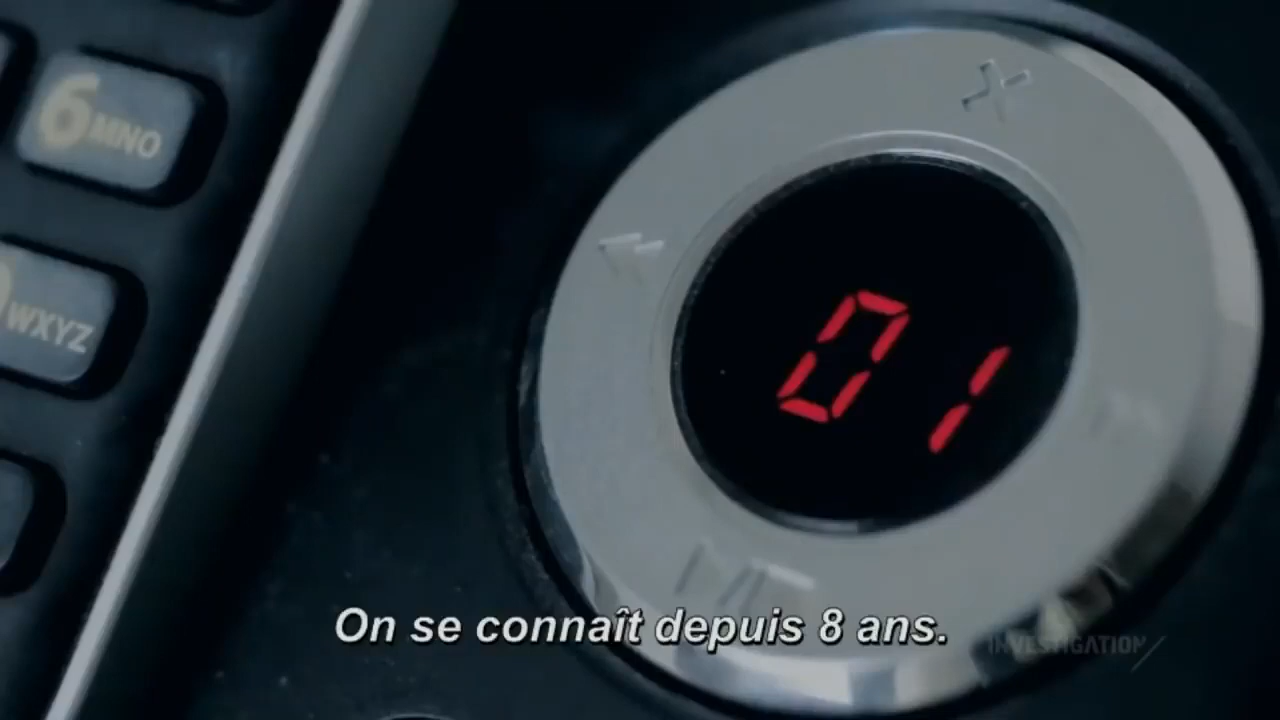 6 MNO
WXYZ
01
On se connaît depuis 8 ans.
INVESTIGATION